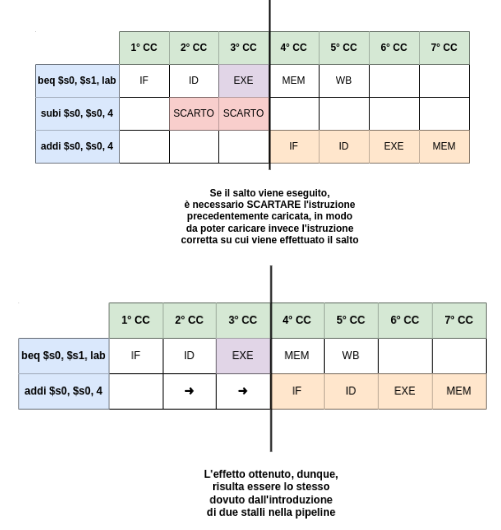 1° CC 2° CC 3° CC 4° CC 5° CC 6° CC 7° CC
beq $s0, $s1, lab IF ID EXE MEM WB
subi $s0, $s0, 4 SCARTO SCARTO
addi $s0, $s0, 4 IF ID EXE MEM
Se il salto viene eseguito,
è necessario SCARTARE l'istruzione
precedentemente caricata, in modo
da poter caricare invece l'istruzione
corretta su cui viene effettuato il salto
1° CC 2° CC 3° CC 4° CC 5° CC 6° CC 7° CC
beq $s0, $s1, lab IF ID EXE MEM WB
addi $s0, $s0, 4 ➜ ➜ IF ID EXE MEM
L'effetto ottenuto, dunque,
risulta essere lo stesso
dovuto dall'introduzione
di due stalli nella pipeline